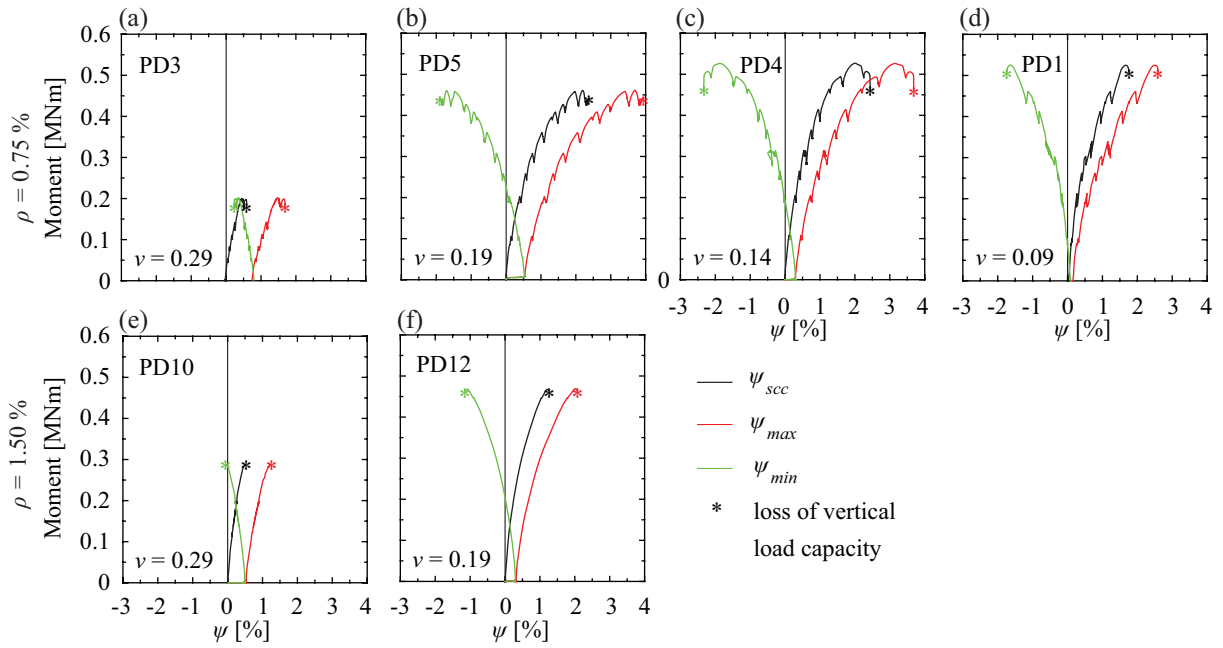 (a)
(b)
(c)
(d)
ρ = 0.75 %
Moment [MNm]
0.6
0.5
0.4
0.3
0.2
0.1
0
PD3
ν = 0.29
PD5
ν = 0.19
PD4
ν = 0.14
0
PD1
ν = 0.09
-3 -2 -1 0 1 2 3 4
ψ [%]
-3 -2 -1 0 1 2 3 4
ψ [%]
(e)
(f)
ρ = 1.50 %
Moment [MNm]
0.6
0.5
0.4
0.3
0.2
0.1
0
PD10
ν = 0.29
PD12
ν = 0.19
-3 -2 -1 0 1 2 3 4
ψ [%]
-3 -2 -1 0 1 2 3 4
ψ [%]
ψscc
ψmax
ψmin
* loss of vertical
load capacity